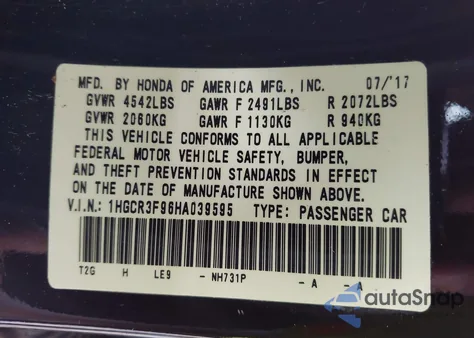 MFD. BY HONDA OF AMERICA MFG., INC. 07/'17
GVWR 4542LBS GAWR F 2491LBS R 2072LBS
GVWR 2060KG GAWR F 1130KG R 940KG
THIS VEHICLE CONFORMS TO ALL APPLICABLE
FEDERAL MOTOR VEHICLE SAFETY, BUMPER,
AND THEFT PREVENTION STANDARDS IN EFFECT
ON THE DATE OF MANUFACTURE SHOWN ABOVE.
V.I.N.: 1HGCR3F96HA039595 TYPE: PASSENGER CAR
T2G H LE9 - NH731P - A - A
autaSnap